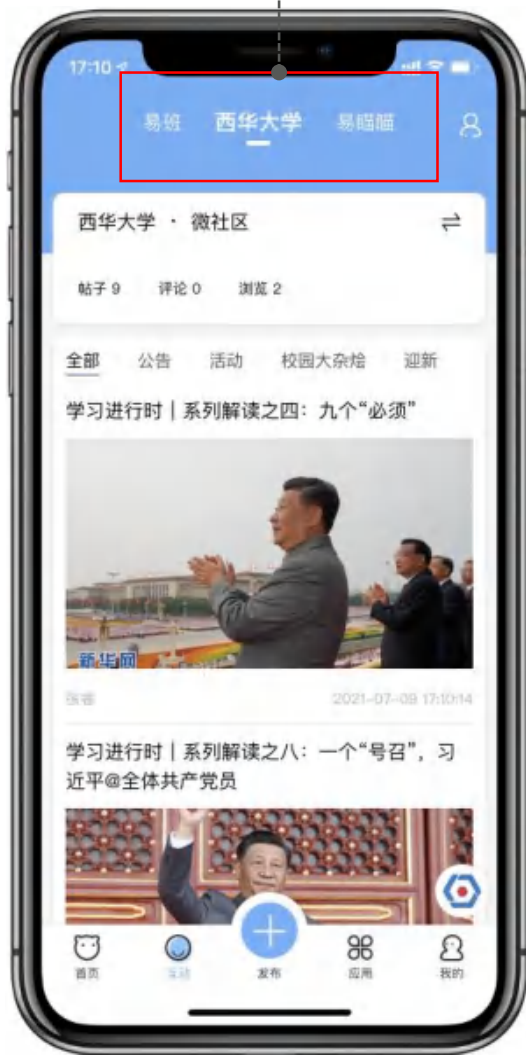 17:10
易班 西华大学 易瞄瞄
西华大学 · 微社区
帖子 9 评论 0 浏览 2
全部 公告 活动 校园大杂烩 迎新
学习进行时｜系列解读之四：九个“必须”
新华网
张睿 2021-07-09 17:10:14
学习进行时｜系列解读之八：一个“号召”，习
近平@全体共产党员
首页 互动 发布 应用 我的